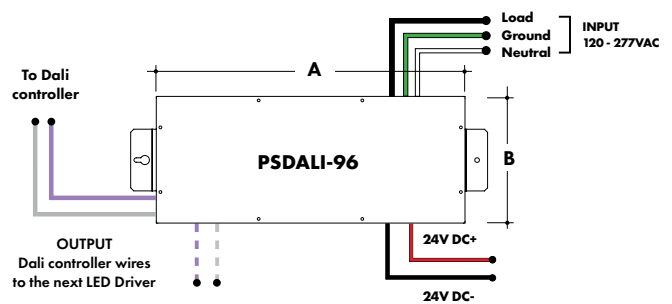 Load
Ground
Neutral
INPUT
120 - 277VAC
To Dali
controller
A
PSDALI-96
B
OUTPUT
Dali controller wires
to the next LED Driver
24V DC+
24V DC-